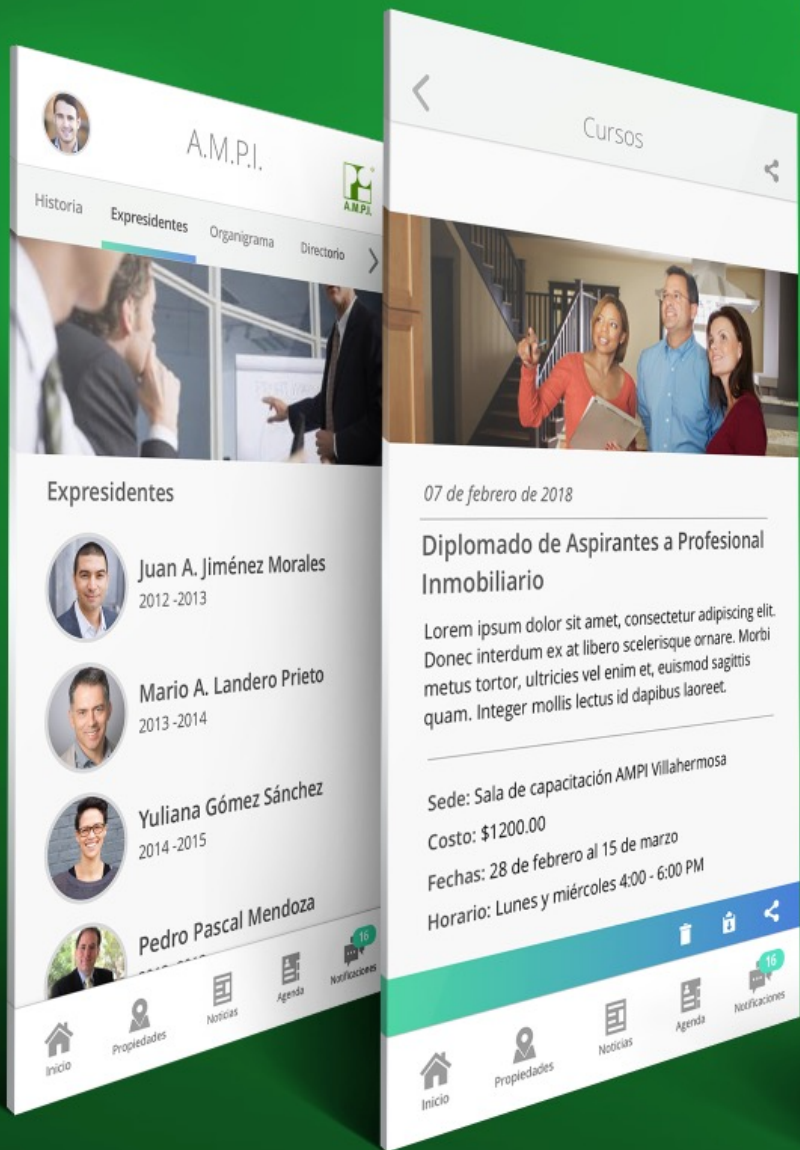 A.M.P.I.
A.M.P.I.
Historia
Expresidentes
Organigrama
Directorio
Expresidentes
Juan A. Jiménez Morales
2012 -2013
Mario A. Landero Prieto
2013 -2014
Yuliana Gómez Sánchez
2014 -2015
Pedro Pascal Mendoza
Inicio
Propiedades
Noticias
Agenda
16
Notificaciones
Cursos
07 de febrero de 2018
Diplomado de Aspirantes a Profesional
Inmobiliario
Lorem ipsum dolor sit amet, consectetur adipiscing elit.
Donec interdum ex at libero scelerisque ornare. Morbi
metus tortor, ultricies vel enim et, euismod sagittis
quam. Integer mollis lectus id dapibus laoreet.
Sede: Sala de capacitación AMPI Villahermosa
Costo: $1200.00
Fechas: 28 de febrero al 15 de marzo
Horario: Lunes y miércoles 4:00 - 6:00 PM
Inicio
Propiedades
Noticias
Agenda
16
Notificaciones